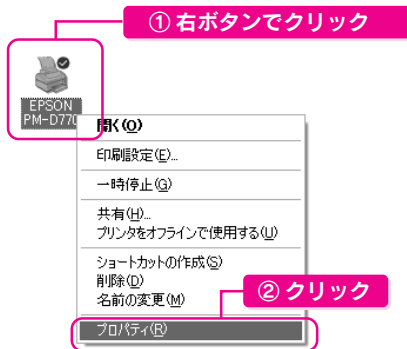 ① 右ボタンでクリック
EPSON
PM-D770
開く(O)
印刷設定(E)...
一時停止(G)
共有(H)...
プリンタをオフラインで使用する(U)
ショートカットの作成(S)
削除(D)
名前の変更(M)
② クリック
プロパティ(R)